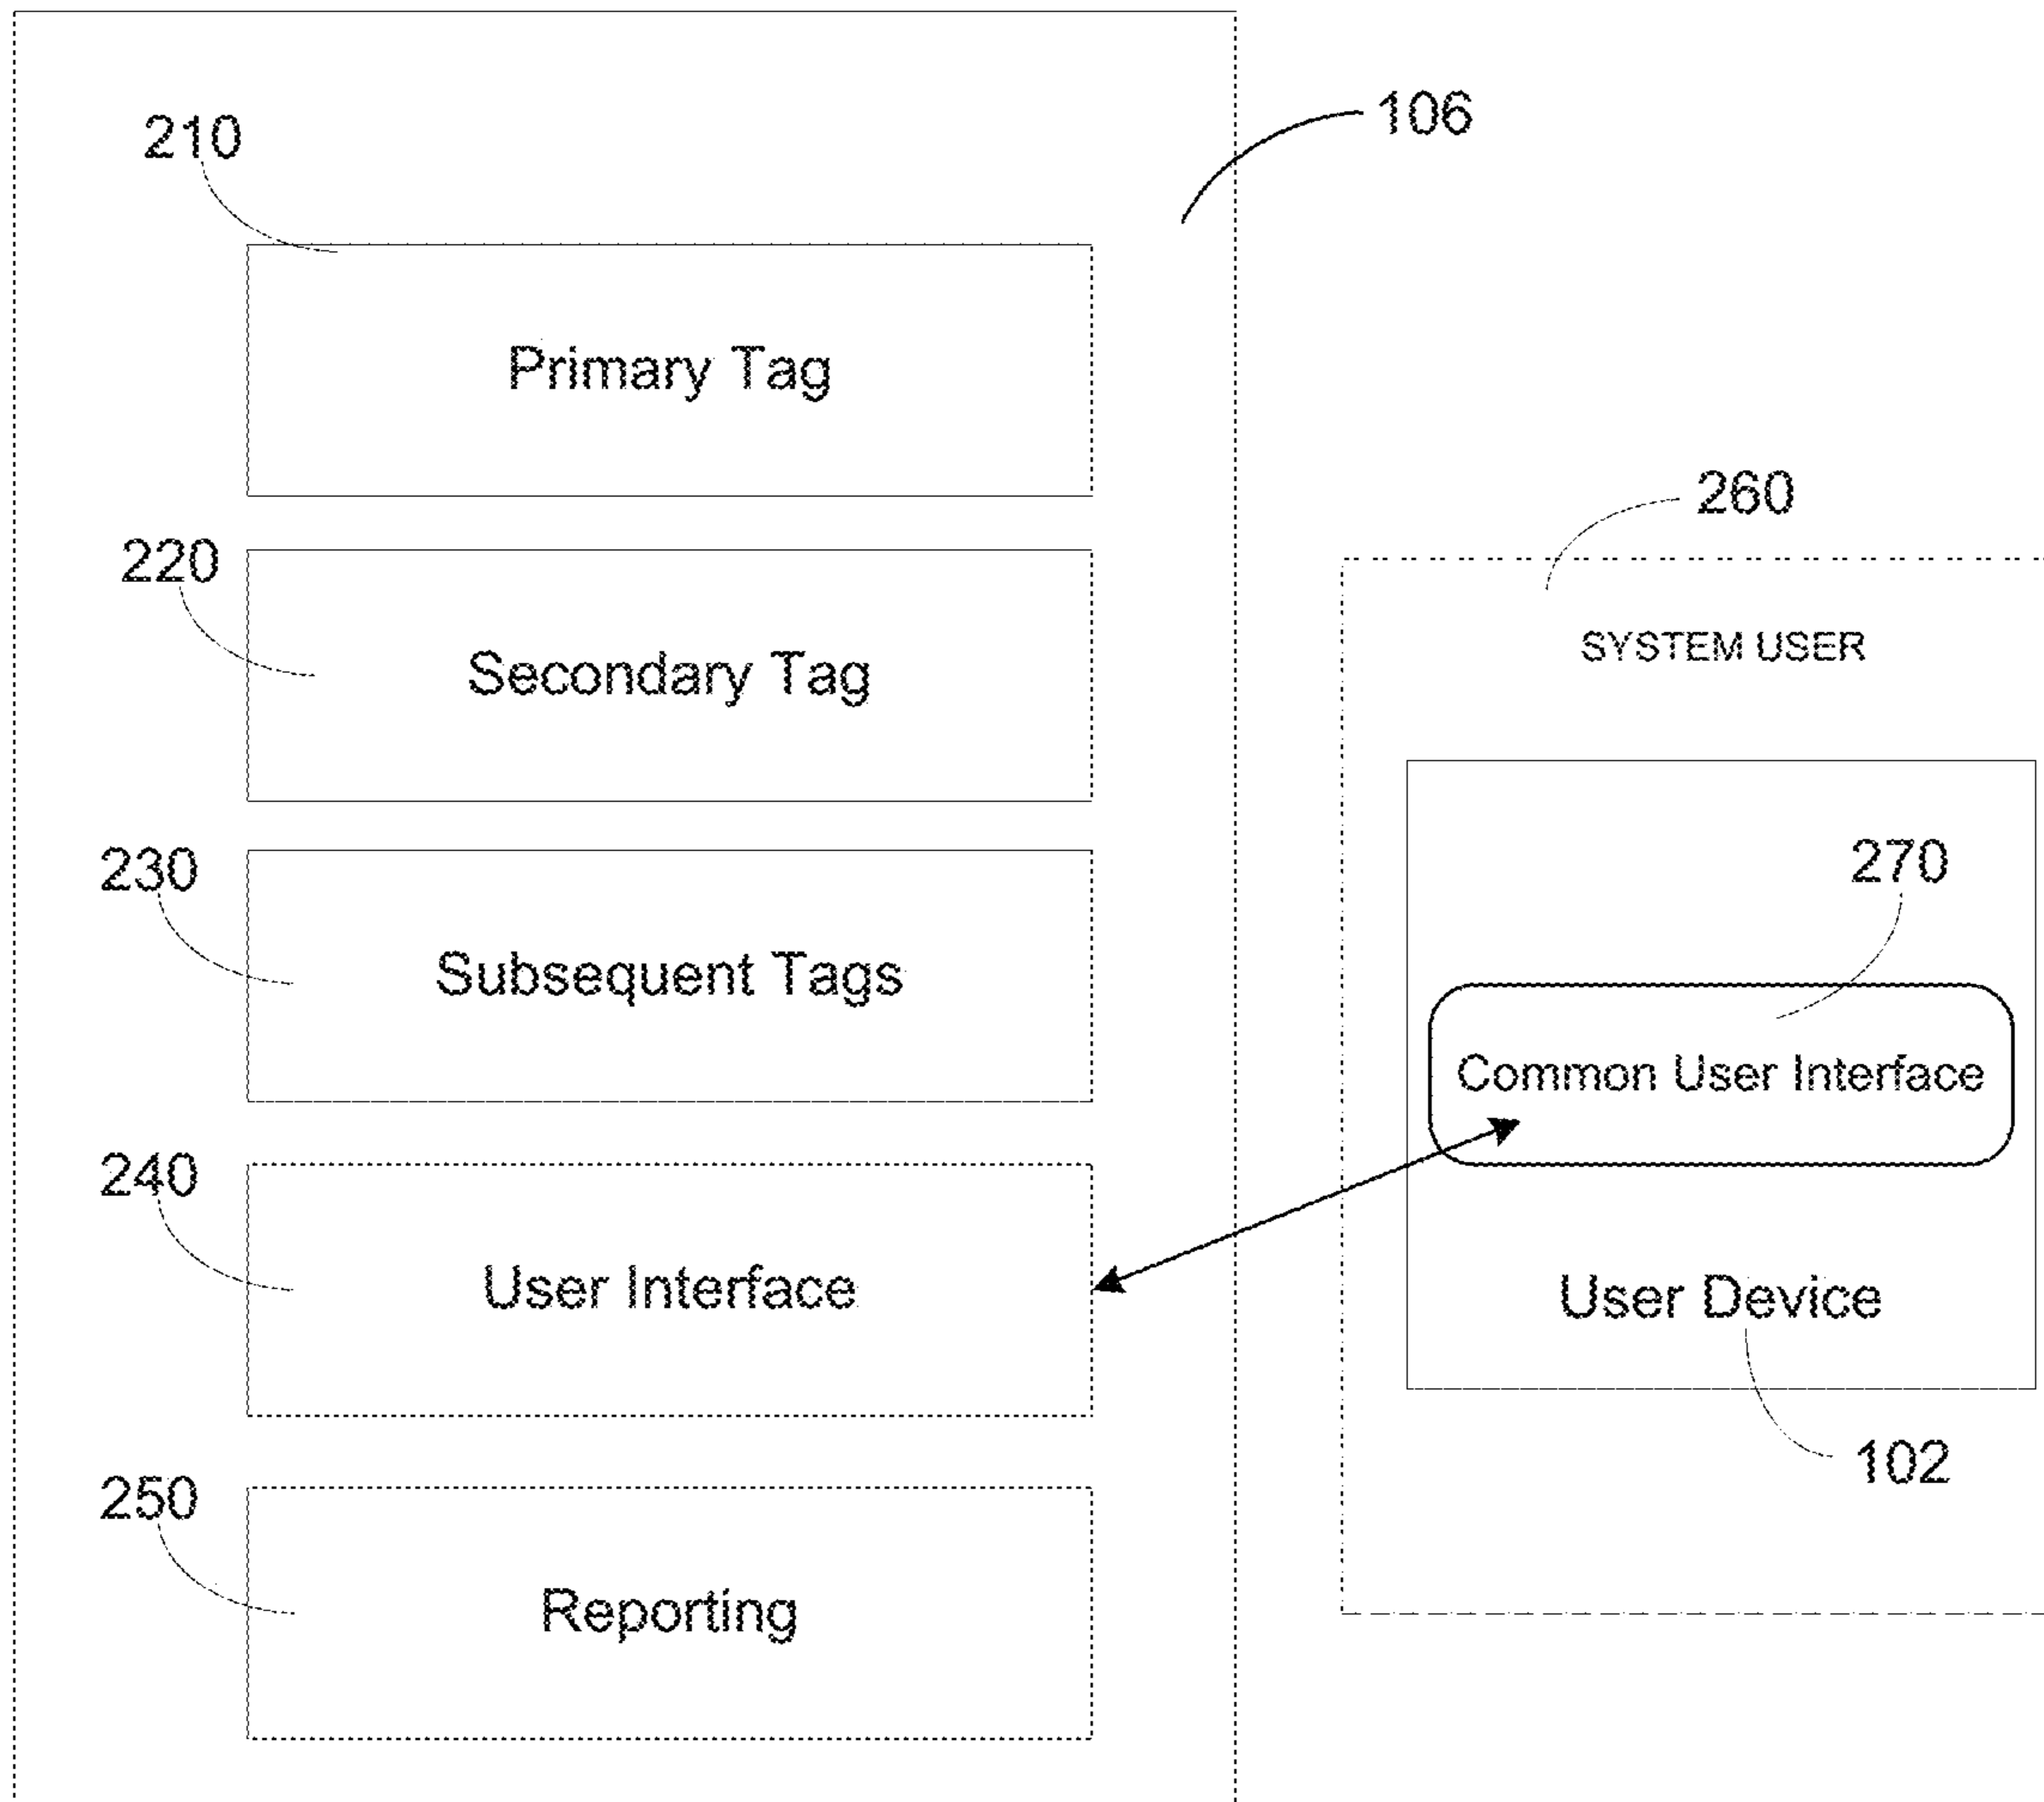 106
210
Primary Tag
260
220
SYSTEM USER
Secondary Tag
230
270
Subsequent Tags
Common User Interface
240
User Interface
User Device
102
250
Reporting